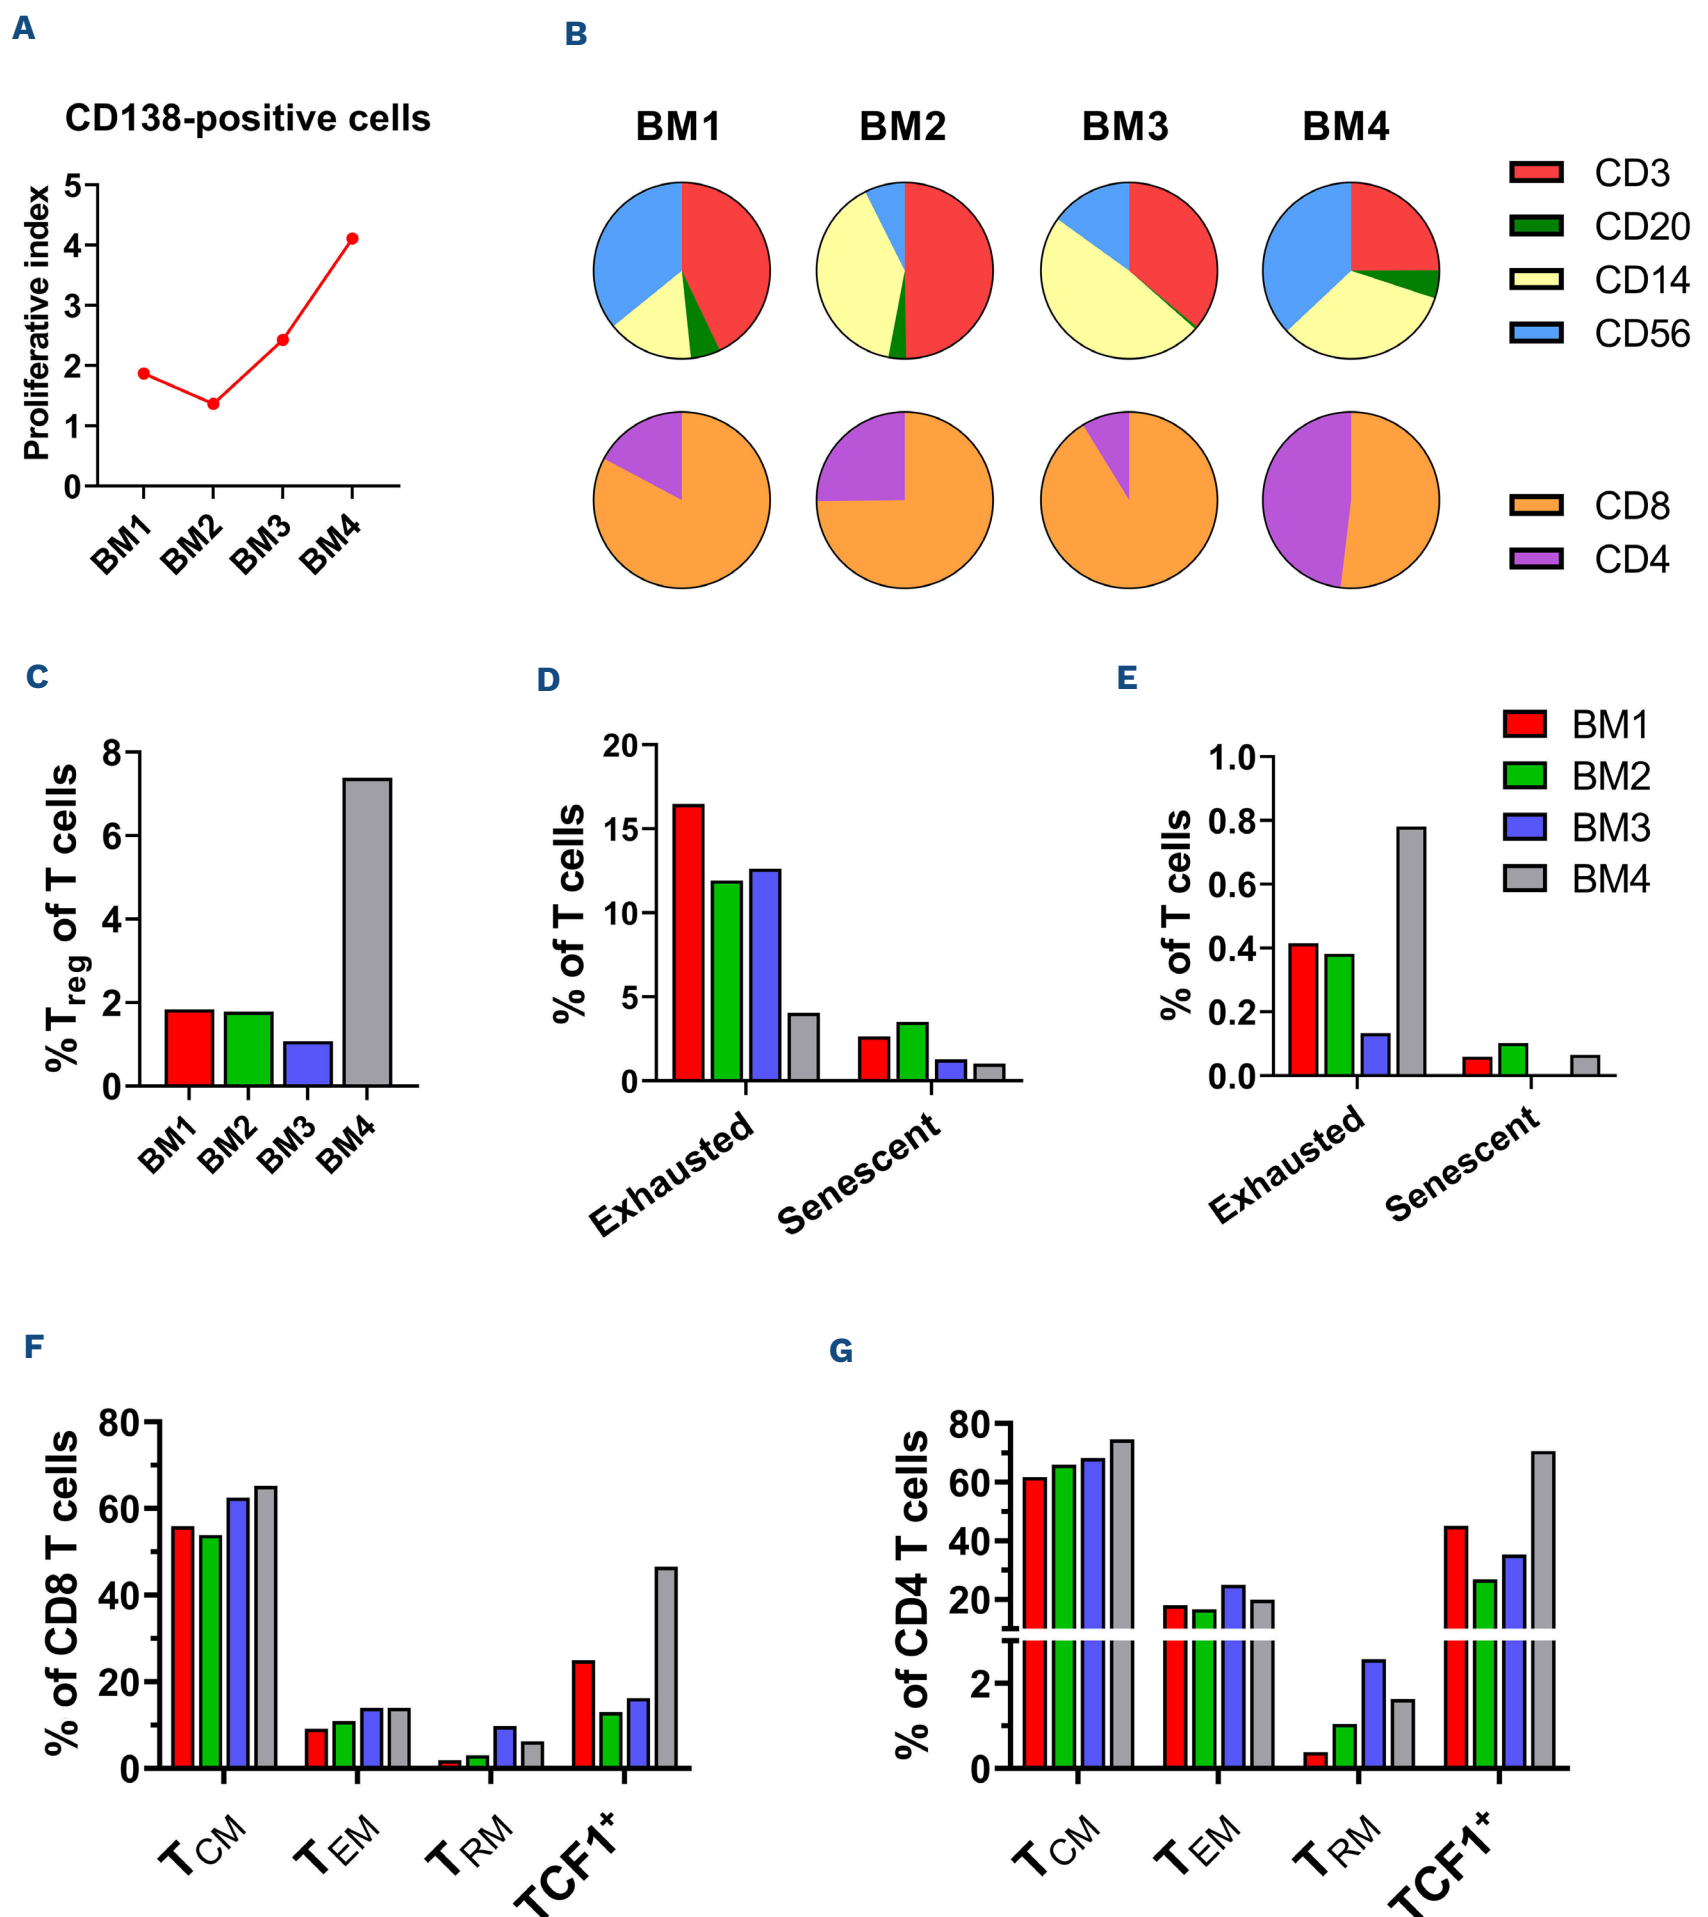 A
B
CD138-positive cells
Proliferative index
5
4
3
2
1
0
BM1
BM2
BM3
BM4
BM1
BM2
BM3
BM4
CD3
CD20
CD14
CD56
CD8
CD4
C
D
E
% Treg of T cells
8
6
4
2
0
BM1
BM2
BM3
BM4
% of T cells
20
15
10
5
0
Exhausted
Senescent
% of T cells
1.0
0.8
0.6
0.4
0.2
0.0
Exhausted
Senescent
BM1
BM2
BM3
BM4
F
G
% of CD8 T cells
80
60
40
20
0
TCM
TEM
TRM
TCF1+
% of CD4 T cells
80
60
40
20
2
0
TCM
TEM
TRM
TCF1+